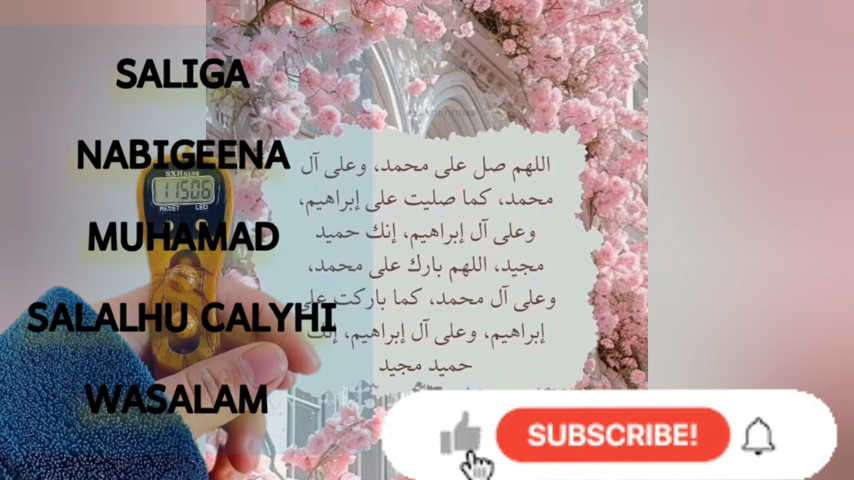 SALIGA
NABIGEENA
MUHAMAD
SALALHU CALYHI
WASALAM
SXH5136
11506
RESET LED
اللهم صل على محمد، وعلى آل
محمد، كما صليت على إبراهيم،
وعلى آل إبراهيم، إنك حميد
مجيد، اللهم بارك على محمد،
وعلى آل محمد، كما باركت على
إبراهيم، وعلى آل إبراهيم، إنك
حميد مجيد
SUBSCRIBE!